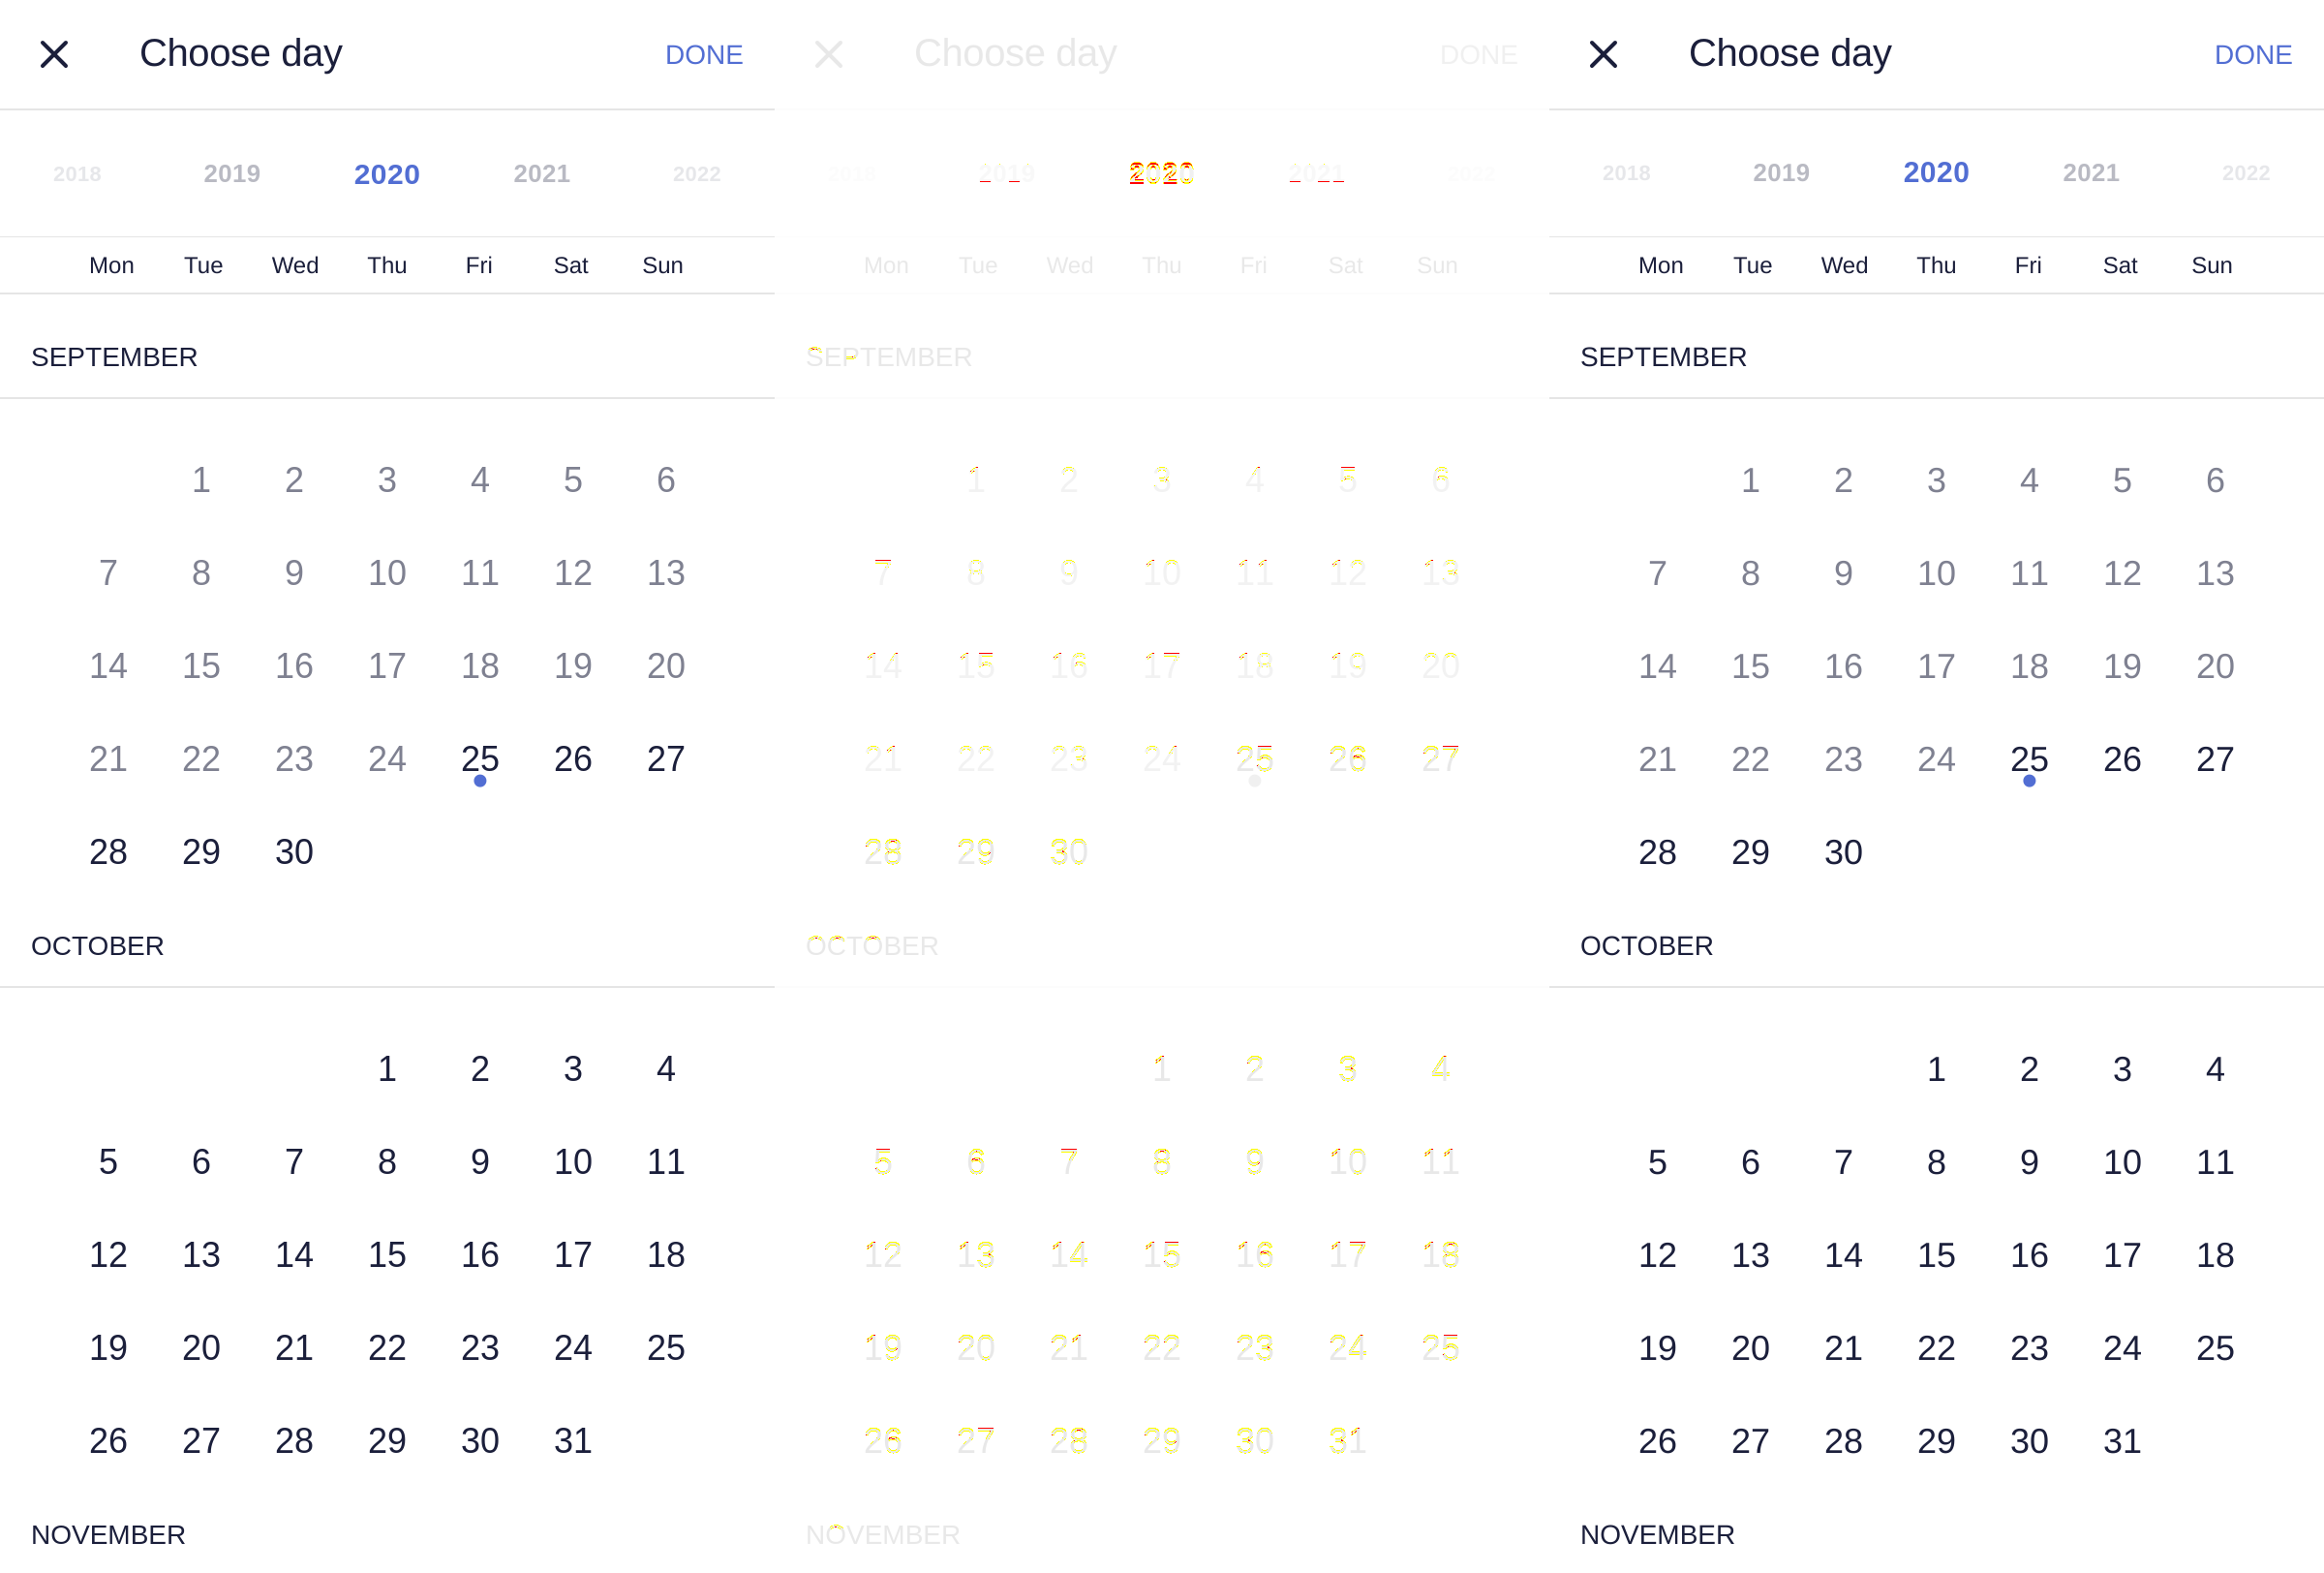 Choose day DONE Choose day DONE Choose day DONE
2018 2019 2020 2021 2022 2018 2019 2020 2021 2022 2018 2019 2020 2021 2022
Mon Tue Wed Thu Fri Sat Sun Mon Tue Wed Thu Fri Sat Sun Mon Tue Wed Thu Fri Sat Sun
SEPTEMBER SEPTEMBER SEPTEMBER
1 2 3 4 5 6 1 2 3 4 5 6 1 2 3 4 5 6
7 8 9 10 11 12 13 7 8 9 10 11 12 13 7 8 9 10 11 12 13
14 15 16 17 18 19 20 14 15 16 17 18 19 20 14 15 16 17 18 19 20
21 22 23 24 25 26 27 21 22 23 24 25 26 27 21 22 23 24 25 26 27
28 29 30 28 29 30 28 29 30
OCTOBER OCTOBER OCTOBER
1 2 3 4 1 2 3 4 1 2 3 4
5 6 7 8 9 10 11 5 6 7 8 9 10 11 5 6 7 8 9 10 11
12 13 14 15 16 17 18 12 13 14 15 16 17 18 12 13 14 15 16 17 18
19 20 21 22 23 24 25 19 20 21 22 23 24 25 19 20 21 22 23 24 25
26 27 28 29 30 31 26 27 28 29 30 31 26 27 28 29 30 31
NOVEMBER NOVEMBER NOVEMBER